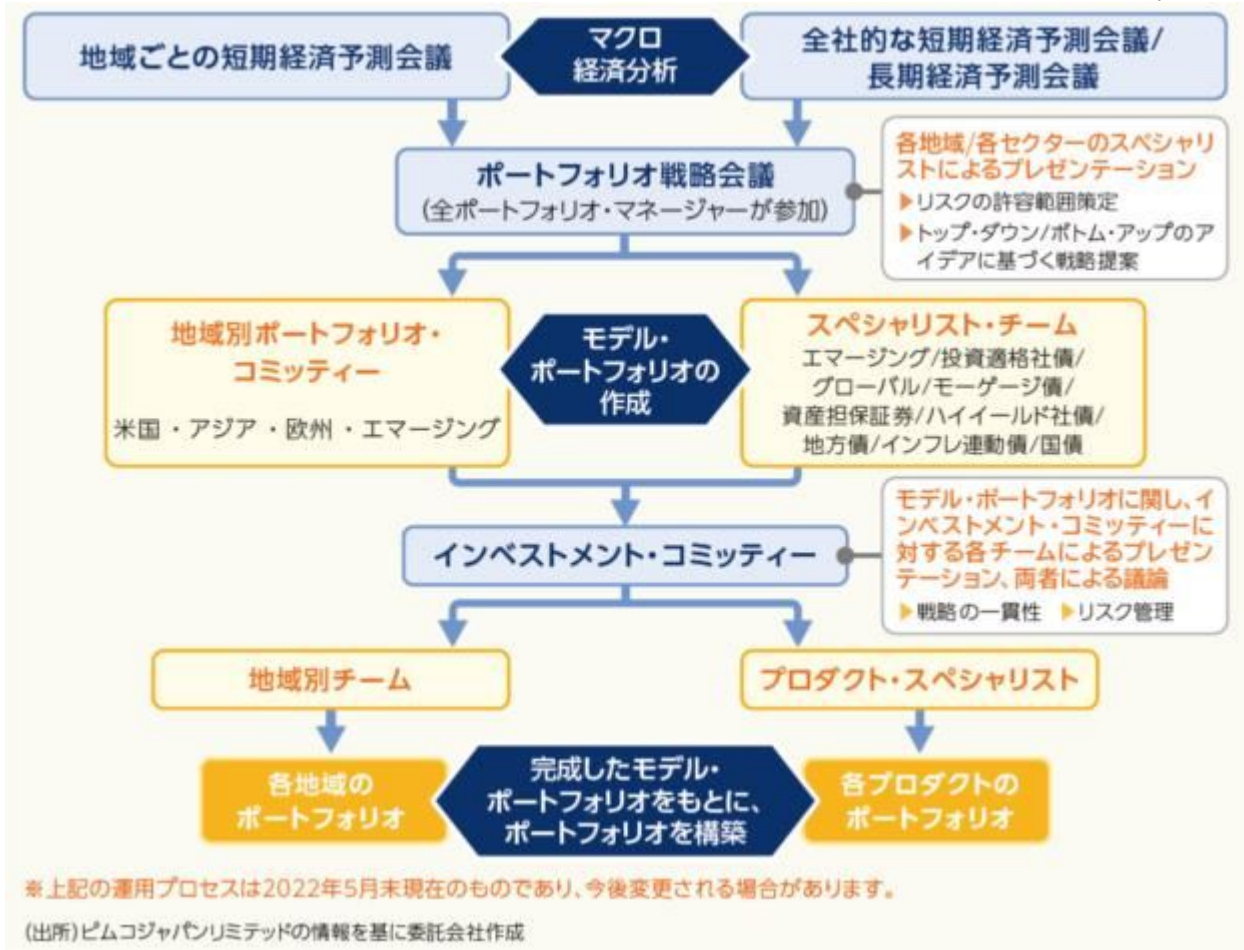 地域ごとの短期経済予測会議
マクロ
経済分析
全社的な短期経済予測会議/
長期経済予測会議
ポートフォリオ戦略会議
(全ポートフォリオ・マネージャーが参加)
各地域/各セクターのスペシャリ
ストによるプレゼンテーション
▶リスクの許容範囲策定
▶トップ・ダウン/ボトム・アップのア
イデアに基づく戦略提案
地域別ポートフォリオ・
コミッティー
米国・アジア・欧州・エマージング
モデル・
ポートフォリオの
作成
スペシャリスト・チーム
エマージング/投資適格社債/
グローバル/モーゲージ債/
資産担保証券/ハイイールド社債/
地方債/インフレ連動債/国債
インベストメント・コミッティー
モデル・ポートフォリオに関し、イ
ンベストメント・コミッティーに
対する各チームによるプレゼン
テーション、両者による議論
▶戦略の一貫性 ▶リスク管理
地域別チーム
プロダクト・スペシャリスト
各地域の
ポートフォリオ
完成したモデル・
ポートフォリオをもとに、
ポートフォリオを構築
各プロダクトの
ポートフォリオ
※上記の運用プロセスは2022年5月末現在のものであり、今後変更される場合があります。
(出所)ピムコジャパンリミテッドの情報を基に委託会社作成